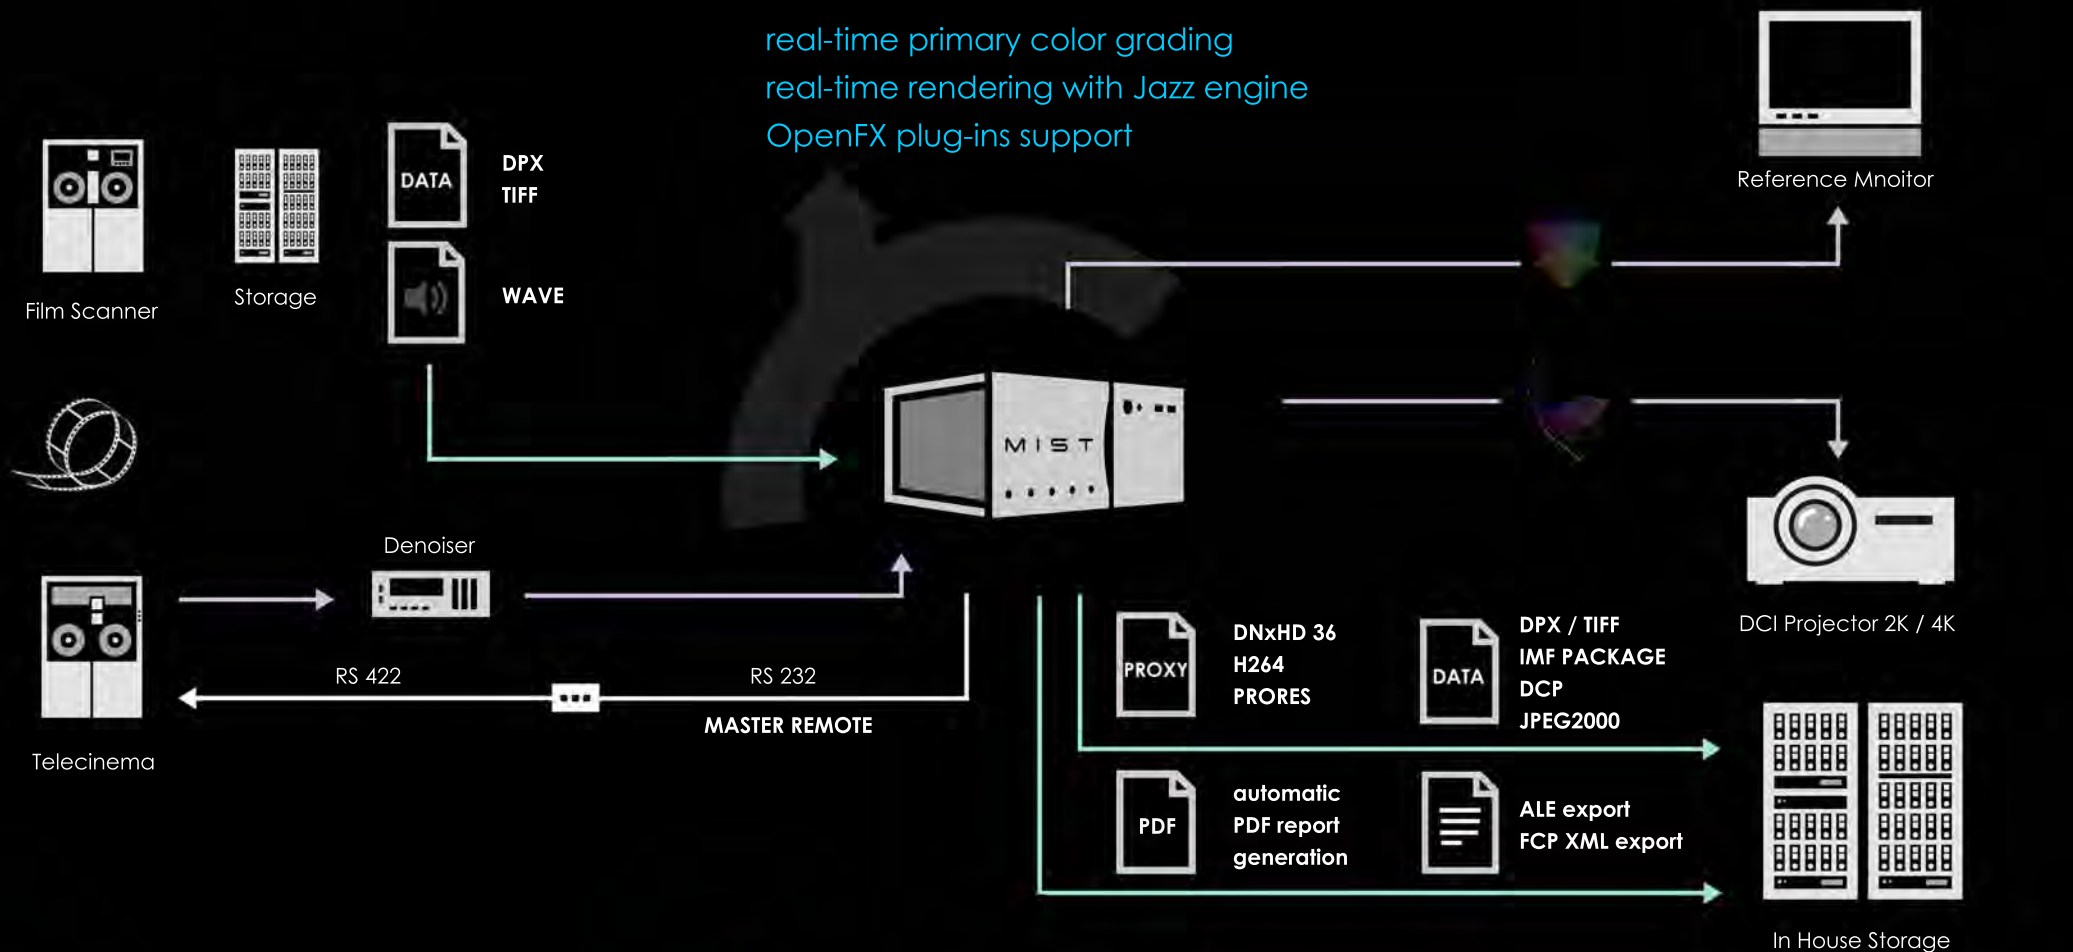 real-time primary color grading
real-time rendering with Jazz engine
OpenFX plug-ins support
Film Scanner
Storage
DATA
DPX
TIFF
WAVE
Reference Mnoitor
MIST
DCI Projector 2K / 4K
Denoiser
Telecinema
RS 422
RS 232
MASTER REMOTE
PROXY
DNxHD 36
H264
PRORES
DATA
DPX / TIFF
IMF PACKAGE
DCP
JPEG2000
PDF
automatic
PDF report
generation
ALE export
FCP XML export
In House Storage